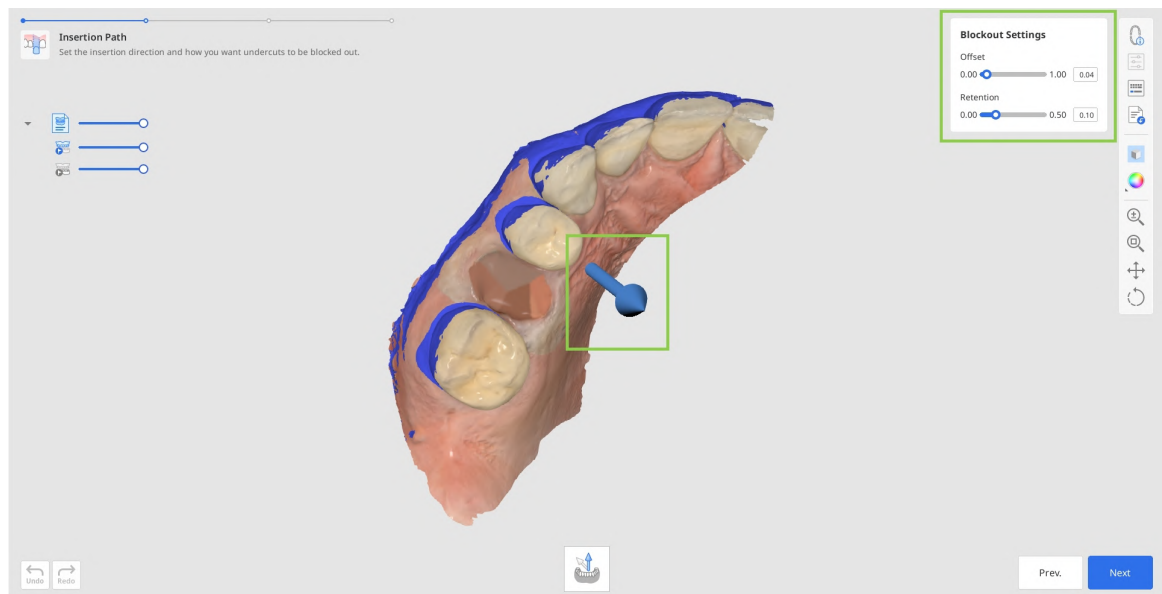 Insertion Path
Set the insertion direction and how you want undercuts to be blocked out.
Blockout Settings
Offset
0.00 1.00 0.04
Retention
0.00 0.50 0.10
Undo Redo
Prev. Next